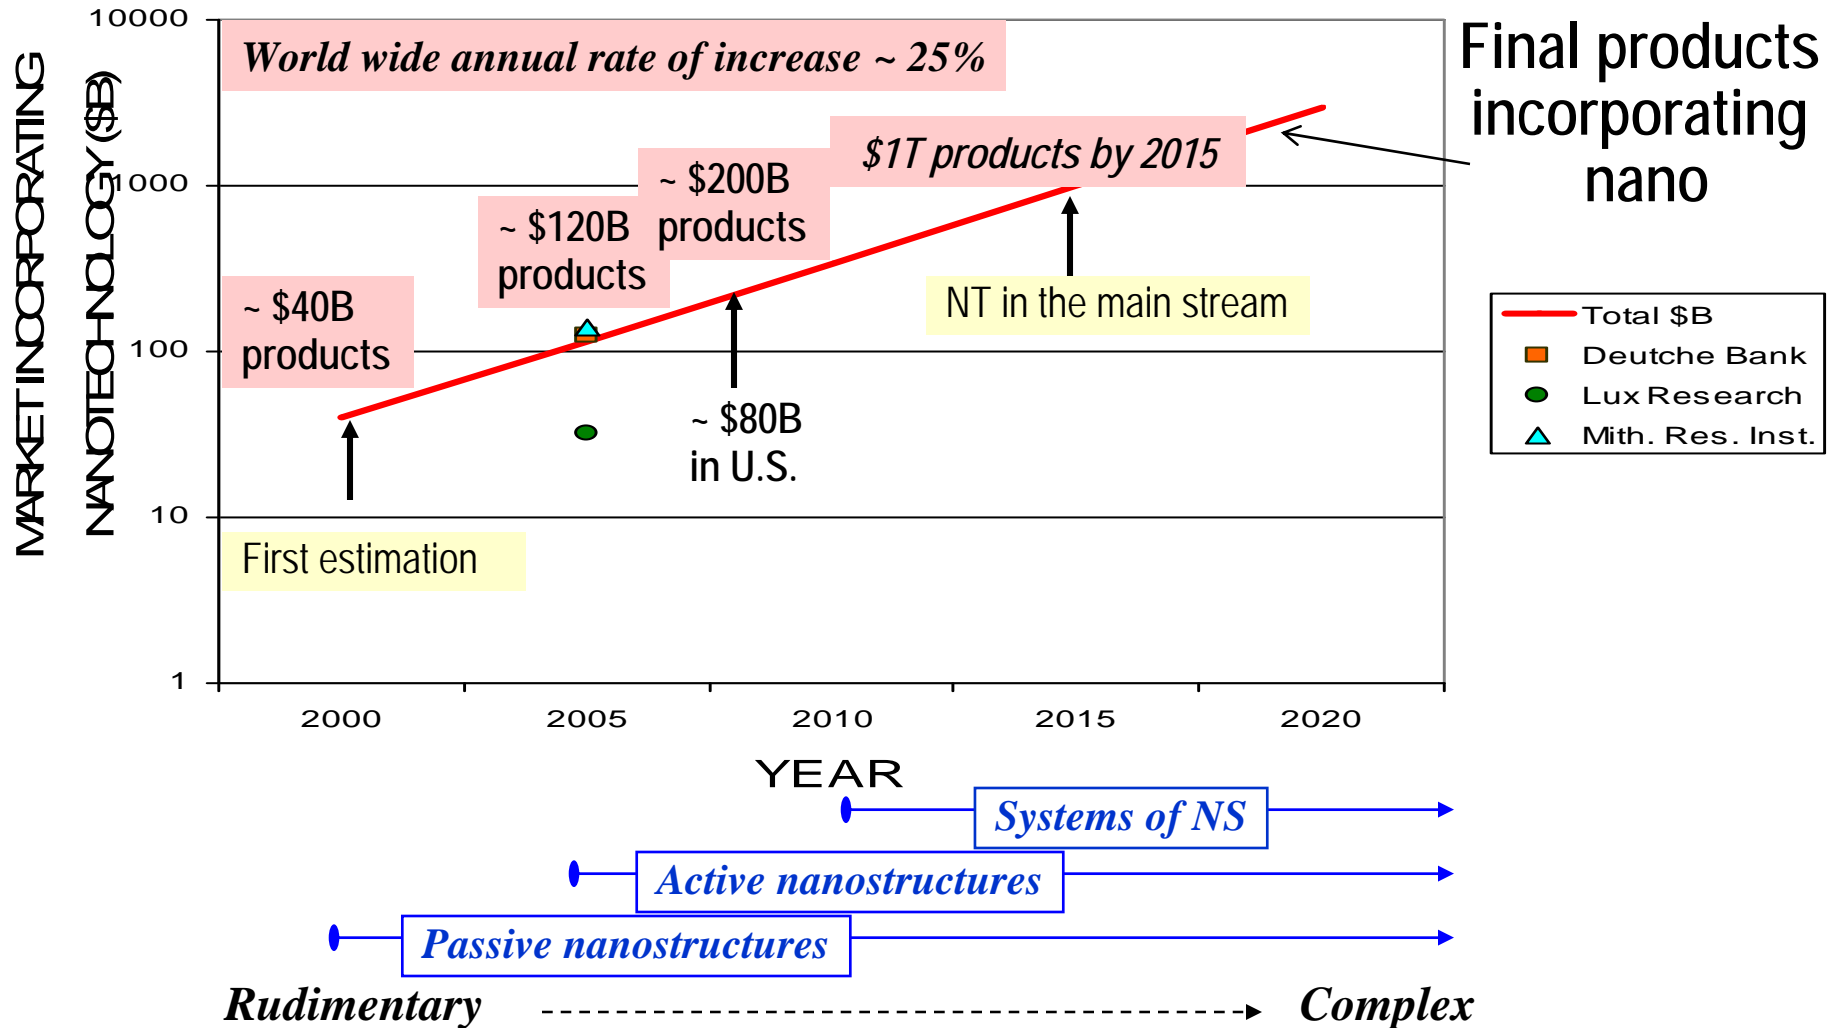 MARKET INCORPORATING
NANOTECHNOLOGY ($B)
10000
1000
100
10
1
World wide annual rate of increase ~ 25%
Final products
incorporating
nano
$1T products by 2015
~ $200B
products
~ $120B
products
~ $40B
products
NT in the main stream
~ $80B
in U.S.
First estimation
Total $B
Deutche Bank
Lux Research
Mith. Res. Inst.
2000
2005
2010
2015
2020
YEAR
Systems of NS
Active nanostructures
Passive nanostructures
Rudimentary
Complex